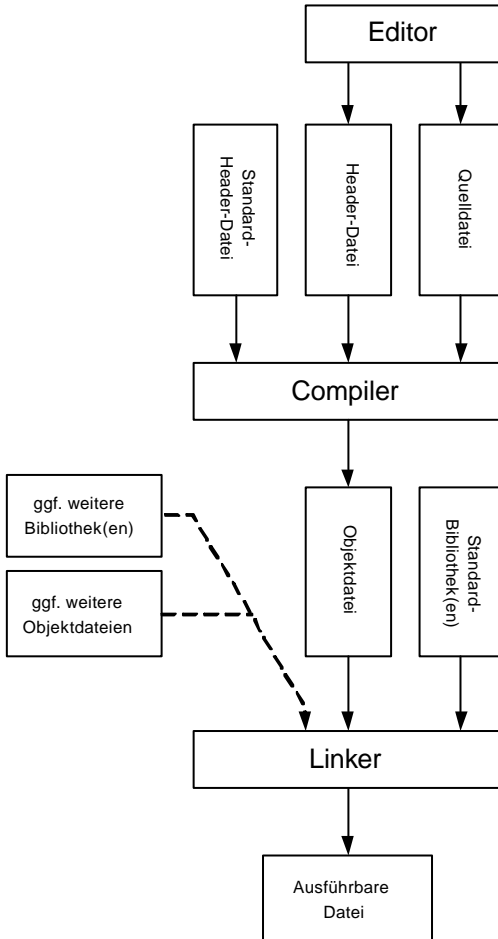 Editor
Standard-
Header-Datei
Header-Datei
Quelldatei
Compiler
ggf. weitere
Bibliothek(en)
ggf. weitere
Objektdateien
Objektdatei
Standard-
Bibliothek(en)
Linker
Ausführbare
Datei